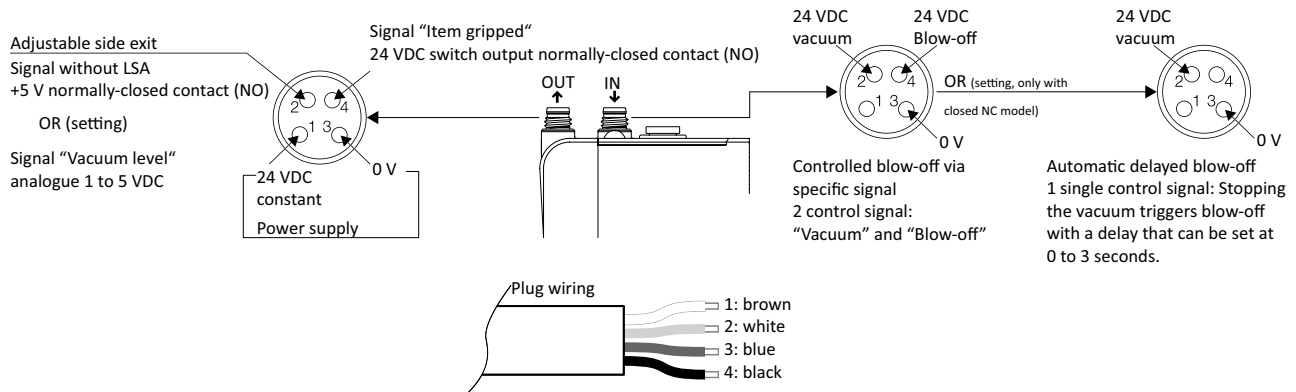 Adjustable side exit
Signal without LSA
+5 V normally-closed contact (NO)
OR (setting)
Signal “Vacuum level“
analogue 1 to 5 VDC
Signal “Item gripped“
24 VDC switch output normally-closed contact (NO)
2 4
1 3
0 V
24 VDC
constant
Power supply
OUT
IN
24 VDC
vacuum
24 VDC
Blow-off
2 4
1 3
0 V
Controlled blow-off via
specific signal
2 control signal:
“Vacuum” and “Blow-off”
OR (setting, only with
closed NC model)
24 VDC
vacuum
2 4
1 3
0 V
Automatic delayed blow-off
1 single control signal: Stopping
the vacuum triggers blow-off
with a delay that can be set at
0 to 3 seconds.
Plug wiring
1: brown
2: white
3: blue
4: black